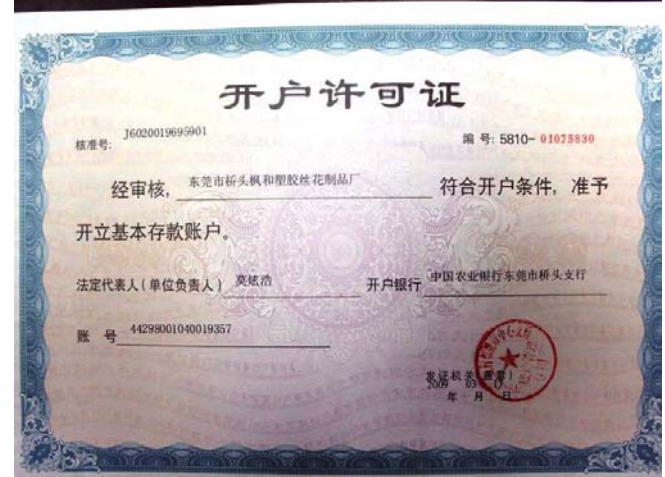 开户许可证
核准号: J6020019695901
编 号: 5810- 01075830
经审核, 东莞市桥头枫和塑胶丝花制品厂 符合开户条件, 准予
开立基本存款账户。
法定代表人(单位负责人) 莫炫浩 开户银行 中国农业银行东莞市桥头支行
账 号 44298001040019357
发证机关(盖章)
2009 03
年 月 日